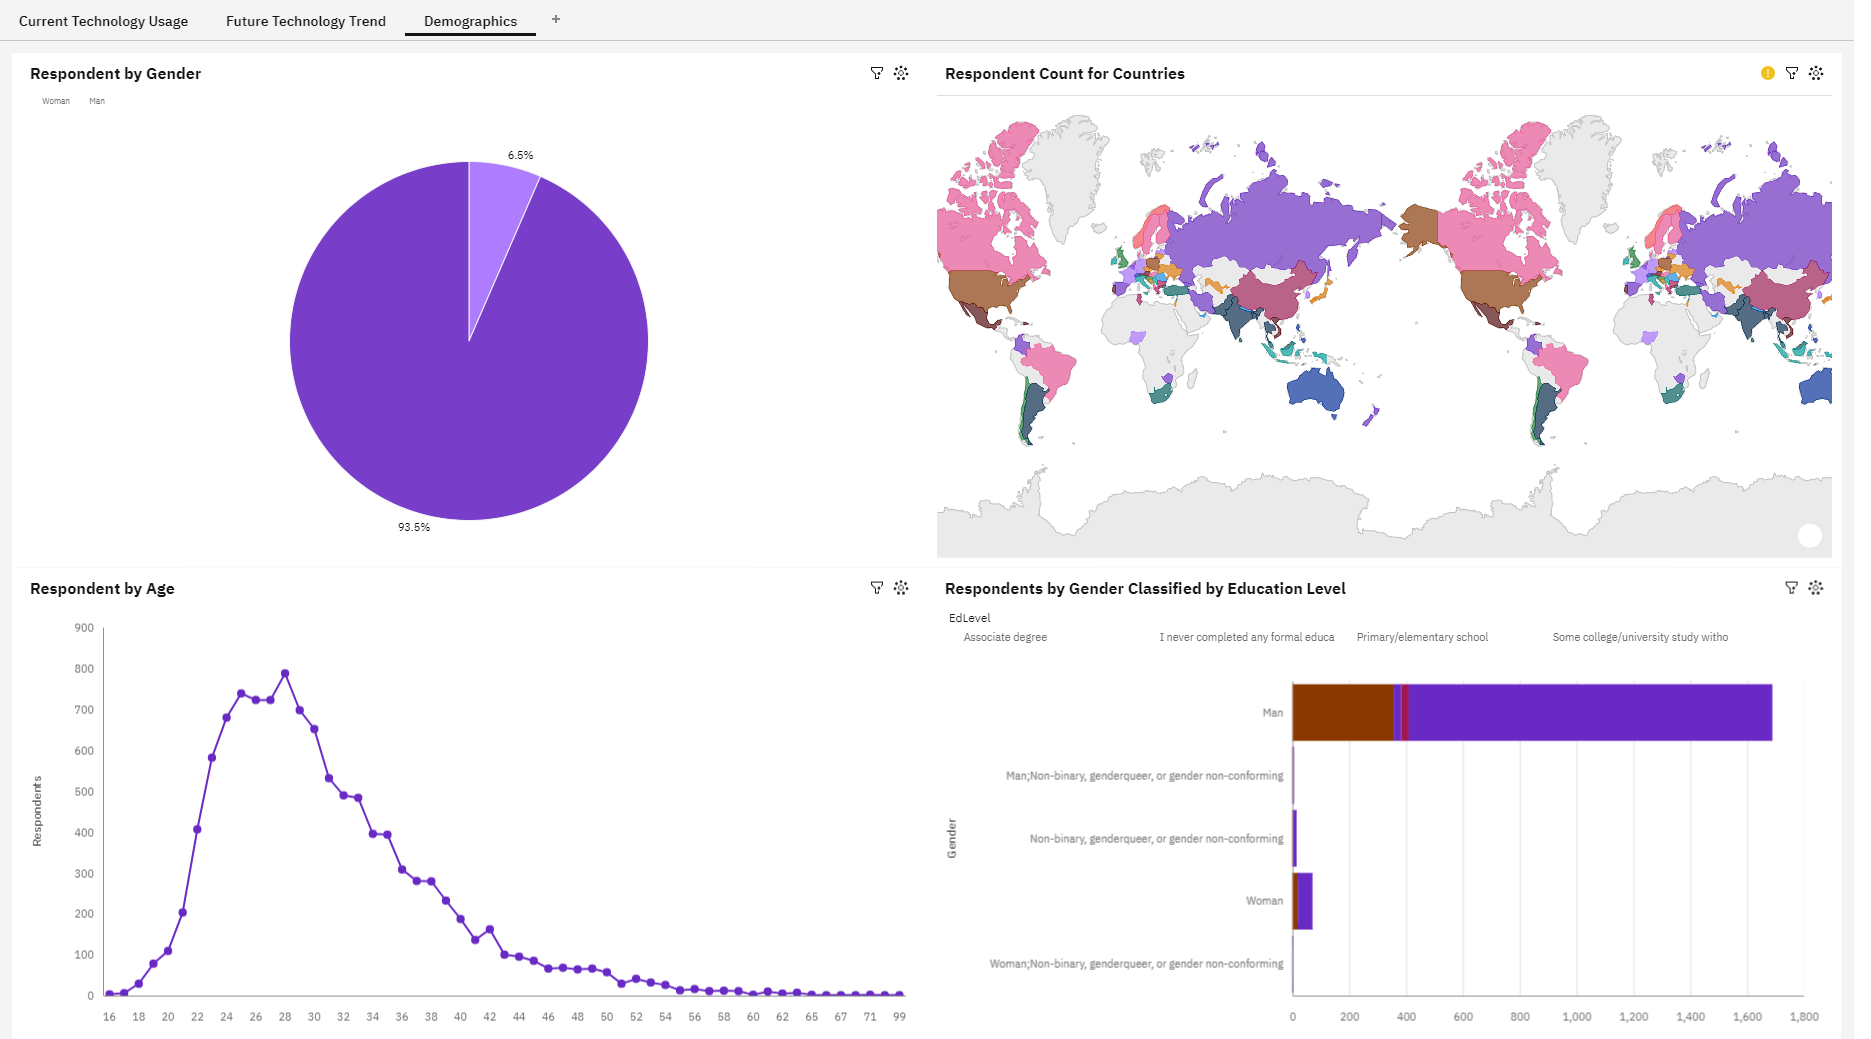 Current Technology Usage Future Technology Trend Demographics +
Respondent by Gender
Woman Man
6.5%
93.5%
Respondent Count for Countries
!
Respondent by Age
900
800
700
600
500
400
300
200
100
0
Respondents
16 18 20 22 24 26 28 30 32 34 36 38 40 42 44 46 48 50 52 54 56 58 60 62 65 67 71 99
Respondents by Gender Classified by Education Level
EdLevel
Associate degree I never completed any formal educa Primary/elementary school Some college/university study witho
Gender
Man
Man;Non-binary, genderqueer, or gender non-conforming
Non-binary, genderqueer, or gender non-conforming
Woman
Woman;Non-binary, genderqueer, or gender non-conforming
0 200 400 600 800 1,000 1,200 1,400 1,600 1,800